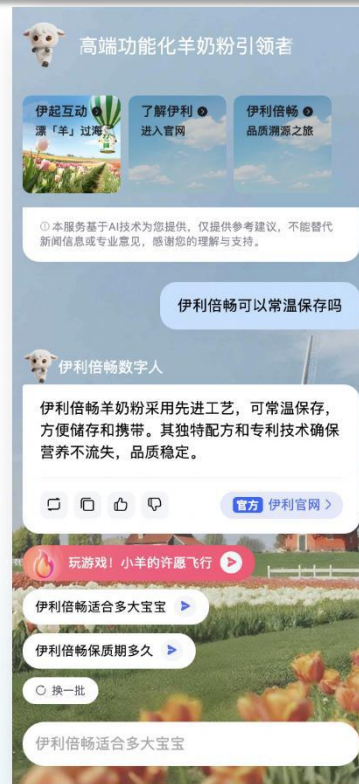 高端功能化羊奶粉引领者
伊起互动
漂「羊」过海
了解伊利
进入官网
伊利倍畅
品质溯源之旅
本服务基于AI技术为您提供，仅提供参考建议，不能替代
新闻信息或专业意见，感谢您的理解与支持。
伊利倍畅可以常温保存吗
伊利倍畅数字人
伊利倍畅羊奶粉采用先进工艺，可常温保存，
方便储存和携带。其独特配方和专利技术确保
营养不流失，品质稳定。
官方 伊利官网
玩游戏！小羊的许愿飞行
伊利倍畅适合多大宝宝
伊利倍畅保质期多久
换一批
伊利倍畅适合多大宝宝